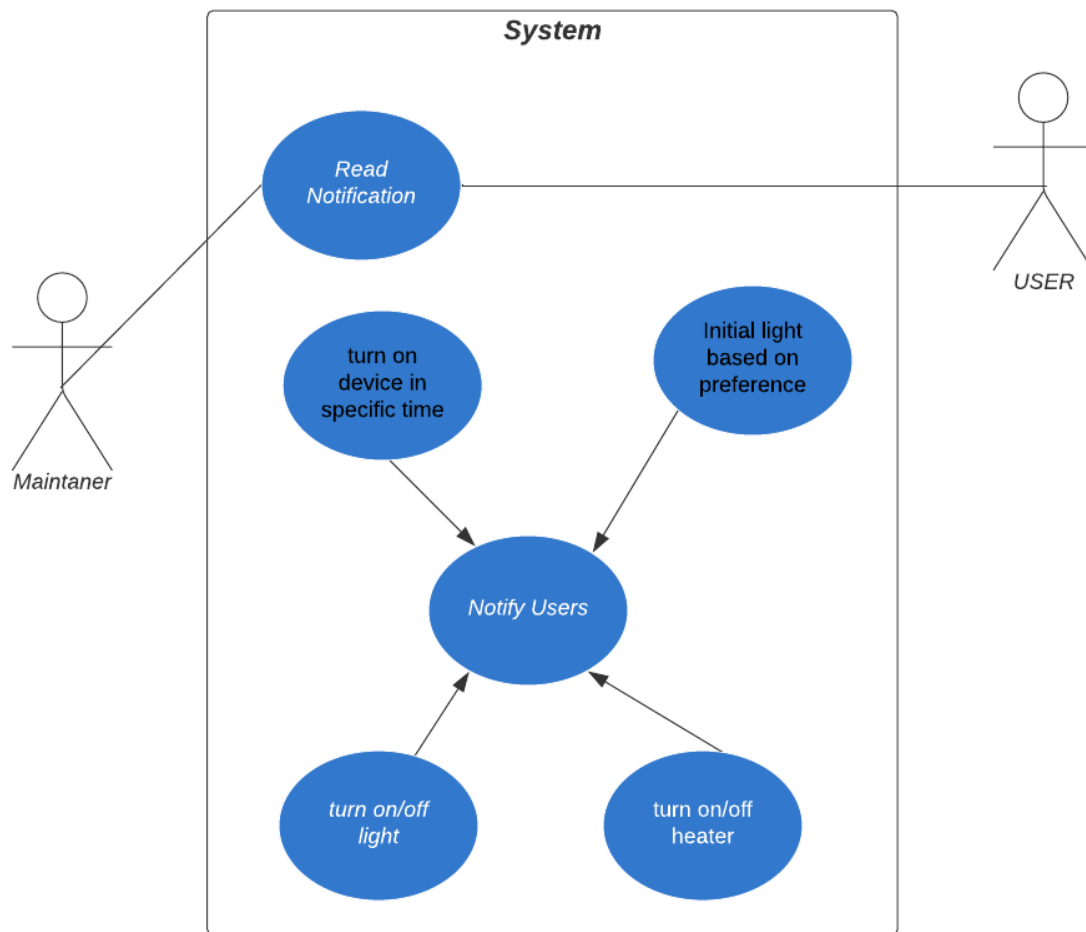 System
Read
Notification
USER
Initial light
based on
preference
turn on
device in
specific time
Maintaner
Notify Users
turn on/off
light
turn on/off
heater